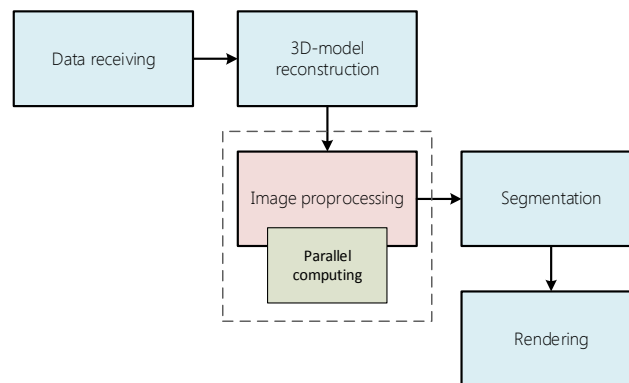 Data receiving
3D-model
reconstruction
Image proprocessing
Parallel
computing
Segmentation
Rendering